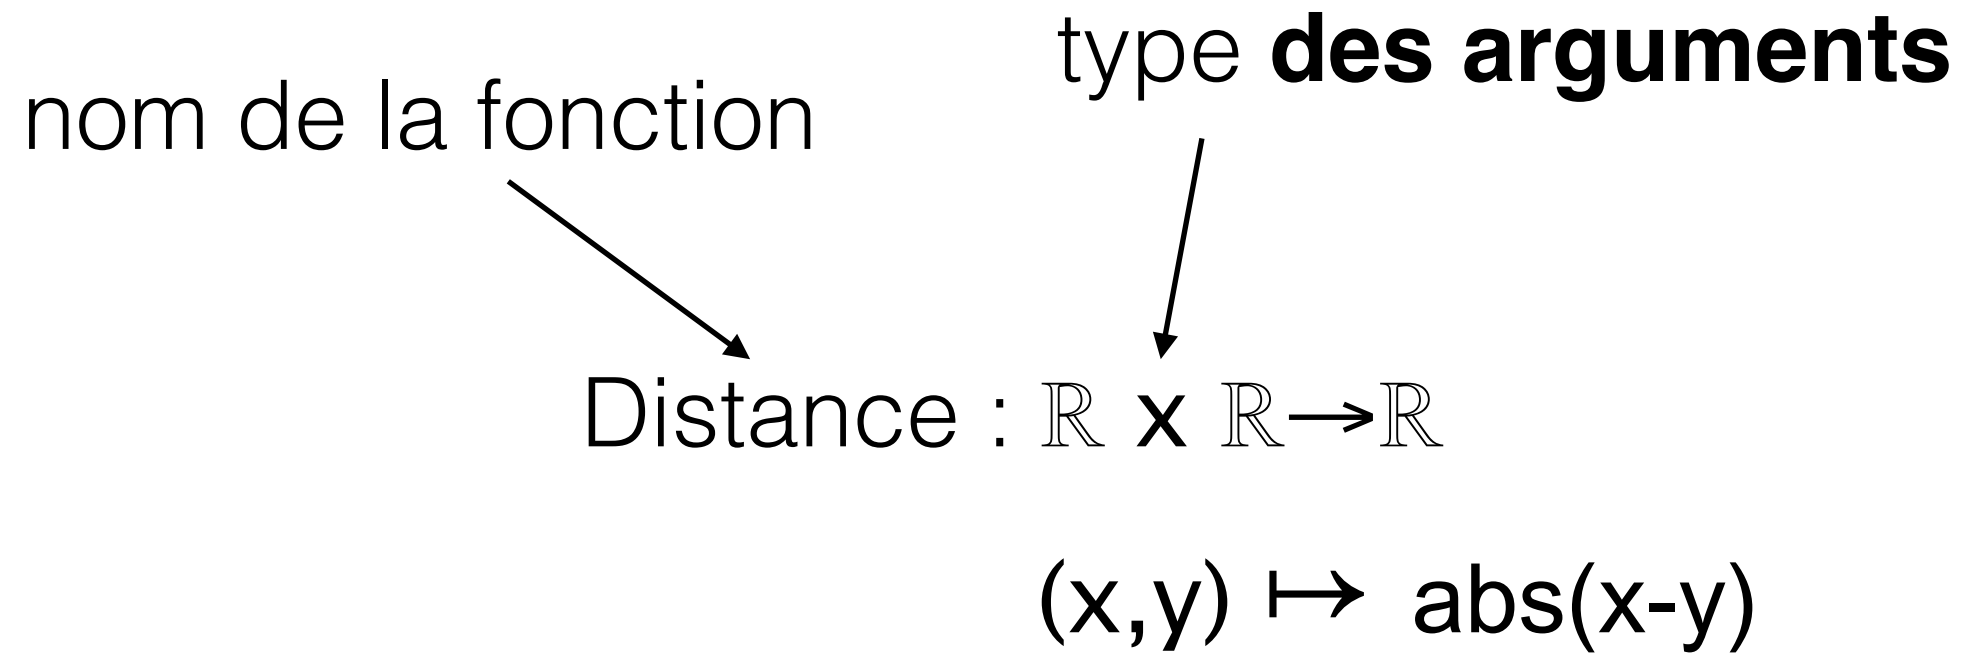 type des arguments
nom de la fonction
Distance : ℝ x ℝ→ℝ
(x,y) ↦ abs(x-y)